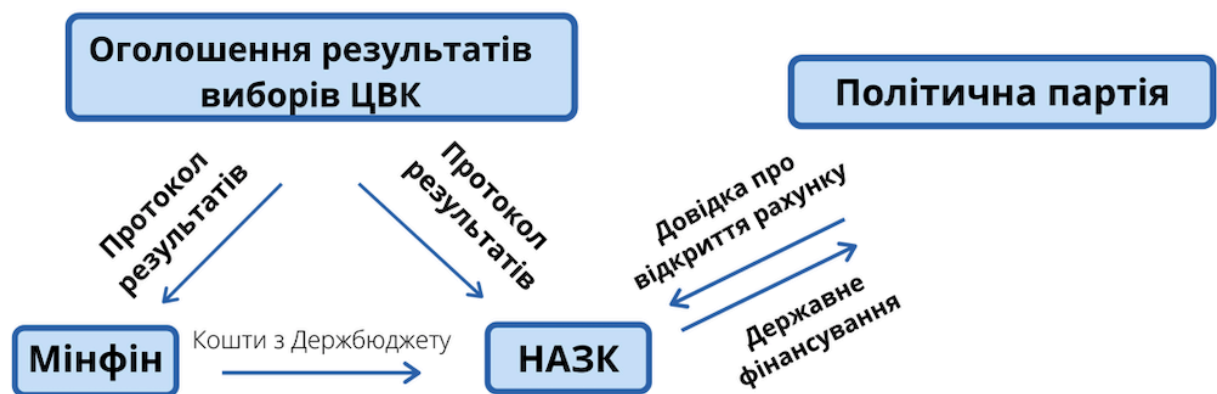 Оголошення результатів
виборів ЦВК
Політична партія
Протокол
результатів
Протокол
результатів
Довідка про
відкриття рахунку
Державне
фінансування
Мінфін
Кошти з Держбюджету
НАЗК